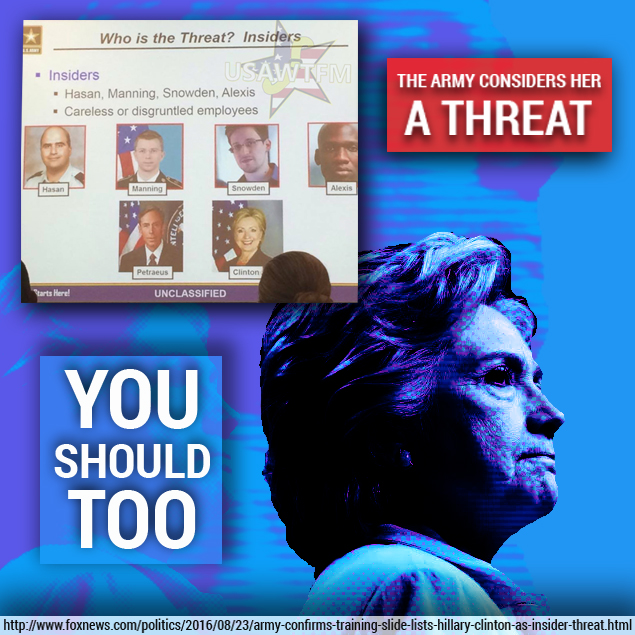 Who is the Threat? Insiders
USAWTFM
Insiders
Hasan, Manning, Snowden, Alexis
Careless or disgruntled employees
Hasan
Manning
Snowden
Alexis
Petraeus
Clinton
Starts Here!
UNCLASSIFIED
THE ARMY CONSIDERS HER
A THREAT
YOU
SHOULD
TOO
http://www.foxnews.com/politics/2016/08/23/army-confirms-training-slide-lists-hillary-clinton-as-insider-threat.html